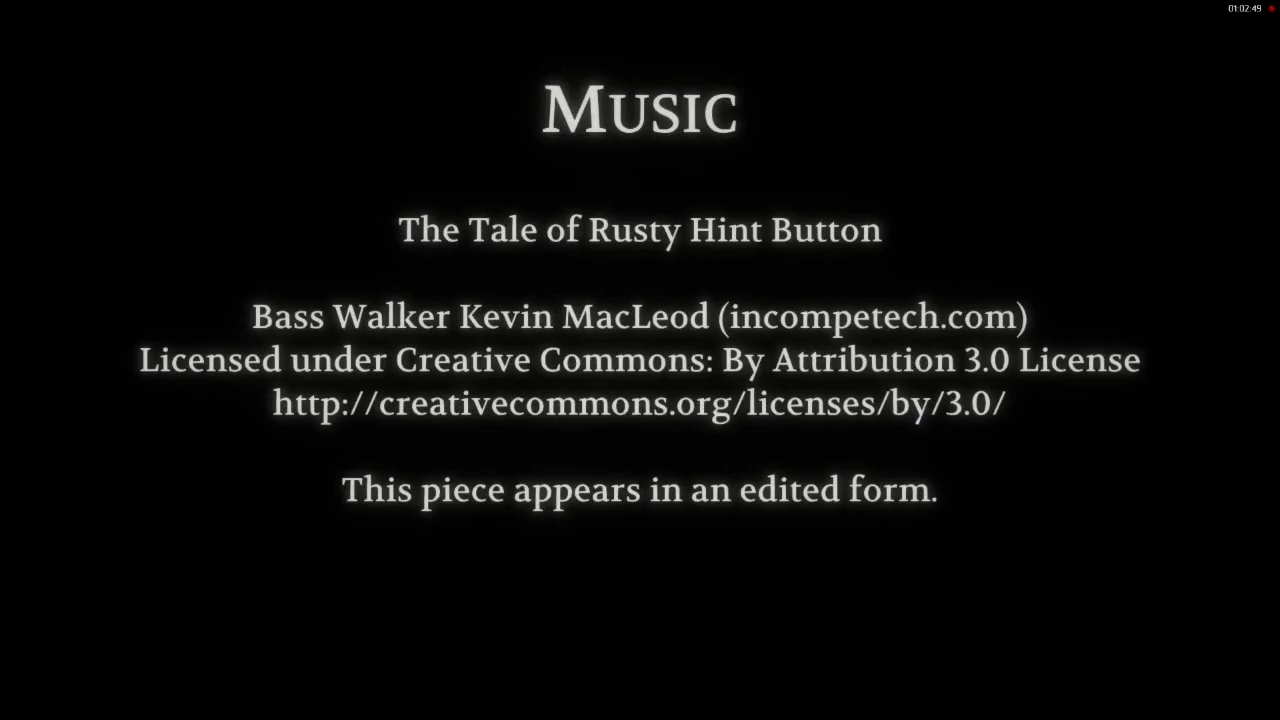 01:02:49
Music
The Tale of Rusty Hint Button
Bass Walker Kevin MacLeod (incompetech.com)
Licensed under Creative Commons: By Attribution 3.0 License
http://creativecommons.org/licenses/by/3.0/
This piece appears in an edited form.